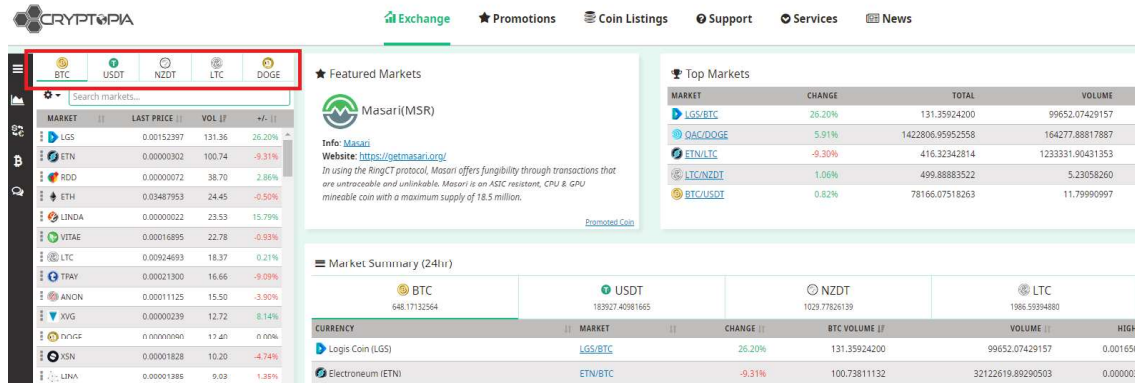 CRYPTOPIA
Exchange Promotions Coin Listings Support Services News
BTC USDT NZDT LTC DOGE
Search markets...
MARKET LAST PRICE VOL +/-
LGS 0.00152397 131.36 26.20%
ETN 0.00000302 100.74 -9.31%
RDD 0.00000072 38.70 2.86%
ETH 0.03487953 24.45 -0.50%
LINDA 0.00000022 23.53 15.79%
VITAE 0.00016895 22.78 -0.93%
LTC 0.00924693 18.37 0.21%
TPAY 0.00021300 16.66 -9.09%
ANON 0.00011125 15.50 -3.90%
XVG 0.00000239 12.72 8.14%
DOGE 0.00000090 12.40 0.00%
XSN 0.00001828 10.20 -4.74%
LINA 0.00001385 9.03 1.35%
Featured Markets
Masari(MSR)
Info: Masari
Website: https://getmasari.org/
In using the RingCT protocol, Masari offers fungibility through transactions that
are untraceable and unlinkable. Masari is an ASIC resistant, CPU & GPU
mineable coin with a maximum supply of 18.5 million.
Promoted Coin
Top Markets
MARKET CHANGE TOTAL VOLUME
LGS/BTC 26.20% 131.35924200 99652.07429157
QAC/DOGE 5.91% 1422806.95952558 164277.88817887
ETN/LTC -9.30% 416.32342814 1233331.90431353
LTC/NZDT 1.06% 499.88883522 5.23058260
BTC/USDT 0.82% 78166.07518263 11.79990997
Market Summary (24hr)
BTC USDT NZDT LTC
648.17132564 183927.40981665 1029.77826139 1986.59394880
CURRENCY MARKET CHANGE BTC VOLUME VOLUME HIGH
Logis Coin (LGS) LGS/BTC 26.20% 131.35924200 99652.07429157 0.00165
Electroneum (ETN) ETN/BTC -9.31% 100.73811132 32122619.89290503 0.00000